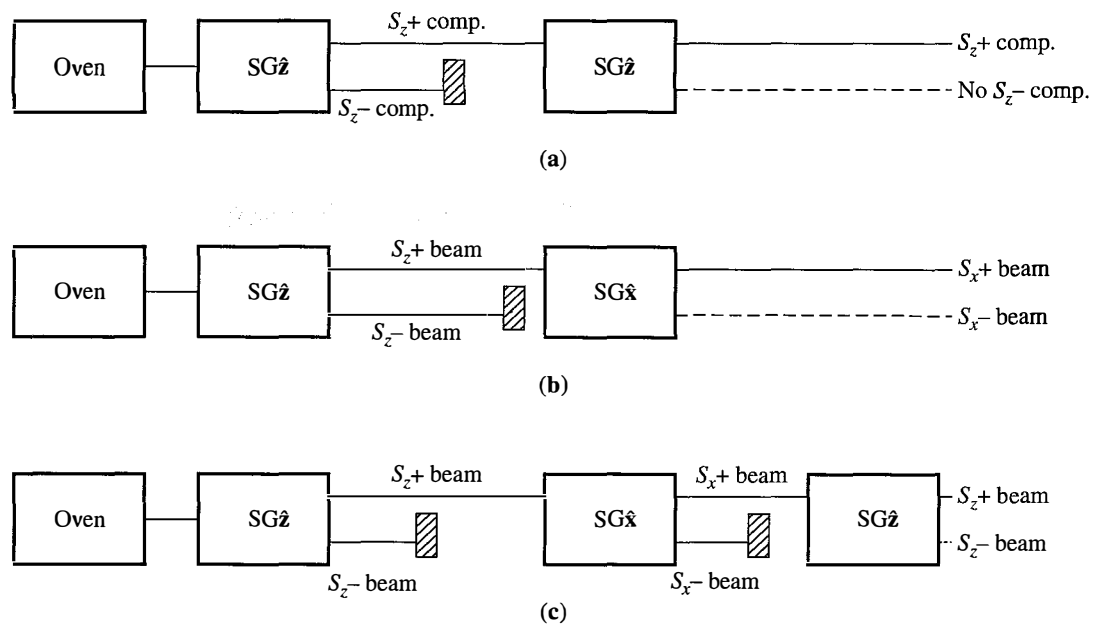 S_z+ comp.
Oven
SGẑ
SGẑ
S_z+ comp.
S_z– comp.
No S_z– comp.
(a)
S_z+ beam
Oven
SGẑ
SGx̂
S_x+ beam
S_z– beam
S_x– beam
(b)
S_z+ beam
S_x+ beam
Oven
SGẑ
SGx̂
SGẑ
S_z+ beam
S_z– beam
S_z– beam
S_x– beam
(c)